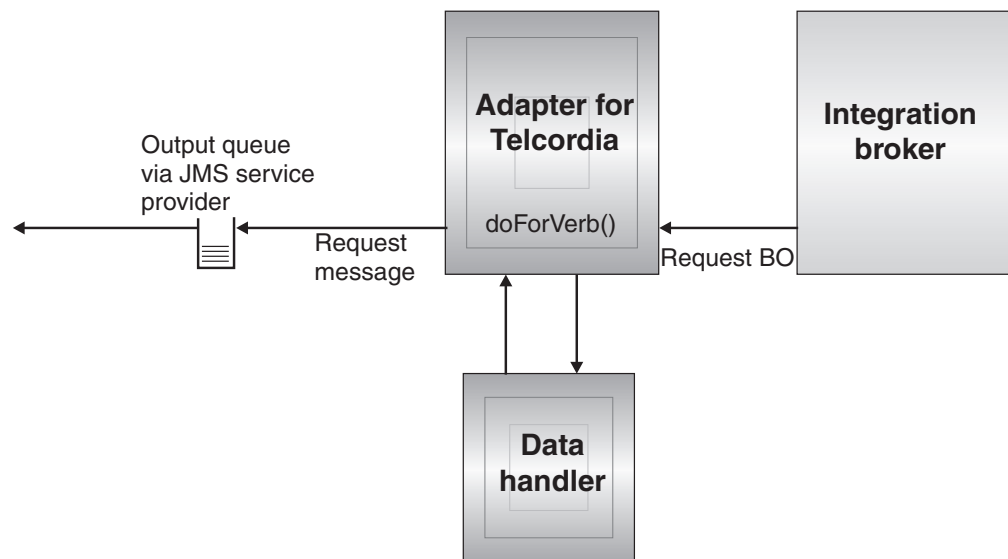 Adapter for
Telcordia
doForVerb()
Integration
broker
Output queue
via JMS service
provider
Request
message
Request BO
Data
handler